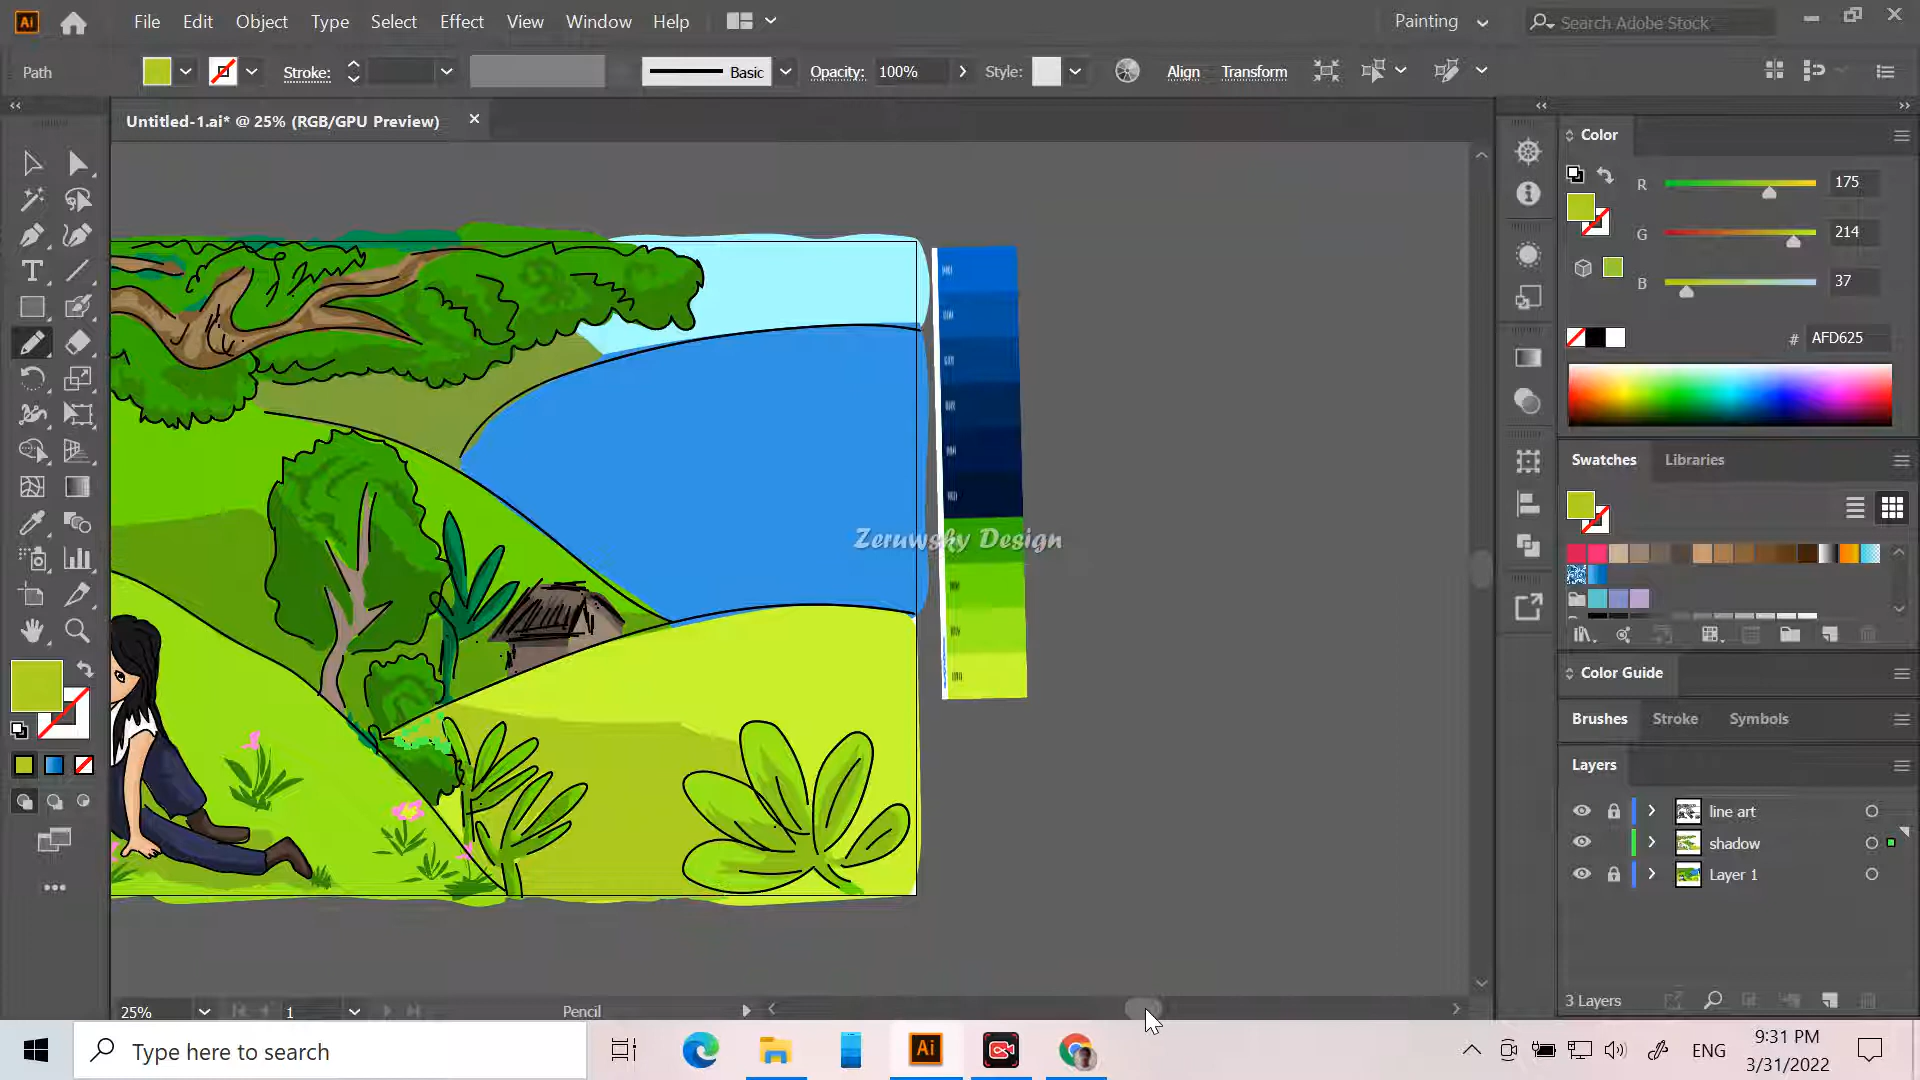 Ai File Edit Object Type Select Effect View Window Help Painting Search Adobe Stock
Path Stroke: Basic Opacity: 100% Style: Align Transform
Untitled-1.ai* @ 25% (RGB/GPU Preview)
Color
R 175
G 214
B 37
# AFD625
Swatches Libraries
Zeruwsky Design
Color Guide
Brushes Stroke Symbols
Layers
line art
shadow
Layer 1
3 Layers
25% 1 Pencil
Type here to search
Ai
ENG
9:31 PM
3/31/2022